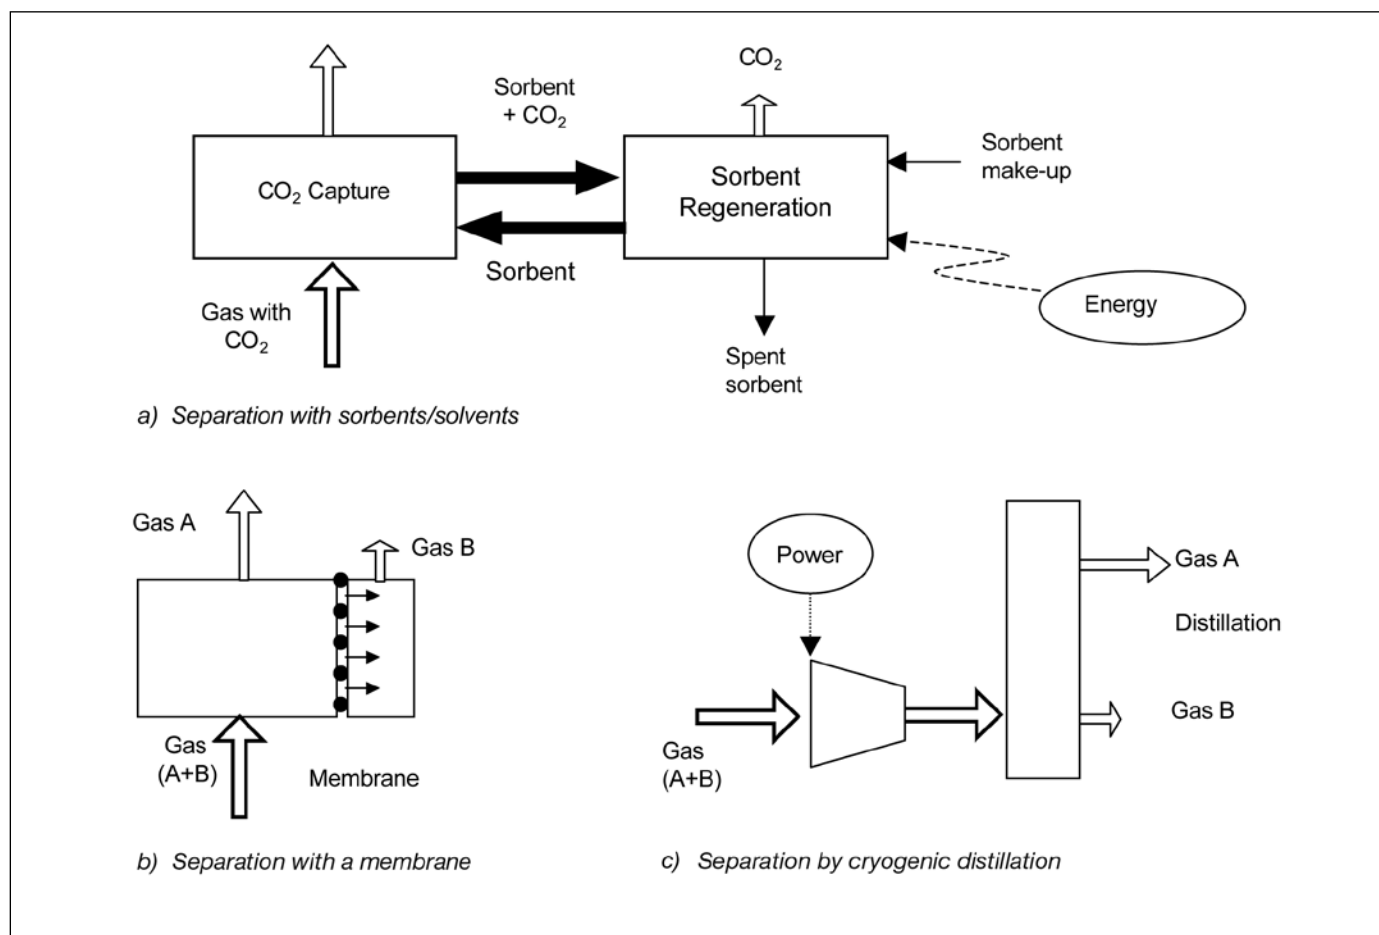 CO₂
Sorbent
+ CO₂
Sorbent
make-up
CO₂ Capture
Sorbent
Regeneration
Sorbent
Gas with
CO₂
Energy
Spent
sorbent
a) Separation with sorbents/solvents
Gas A
Gas B
Gas
(A+B)
Membrane
b) Separation with a membrane
Power
Gas A
Distillation
Gas B
Gas
(A+B)
c) Separation by cryogenic distillation